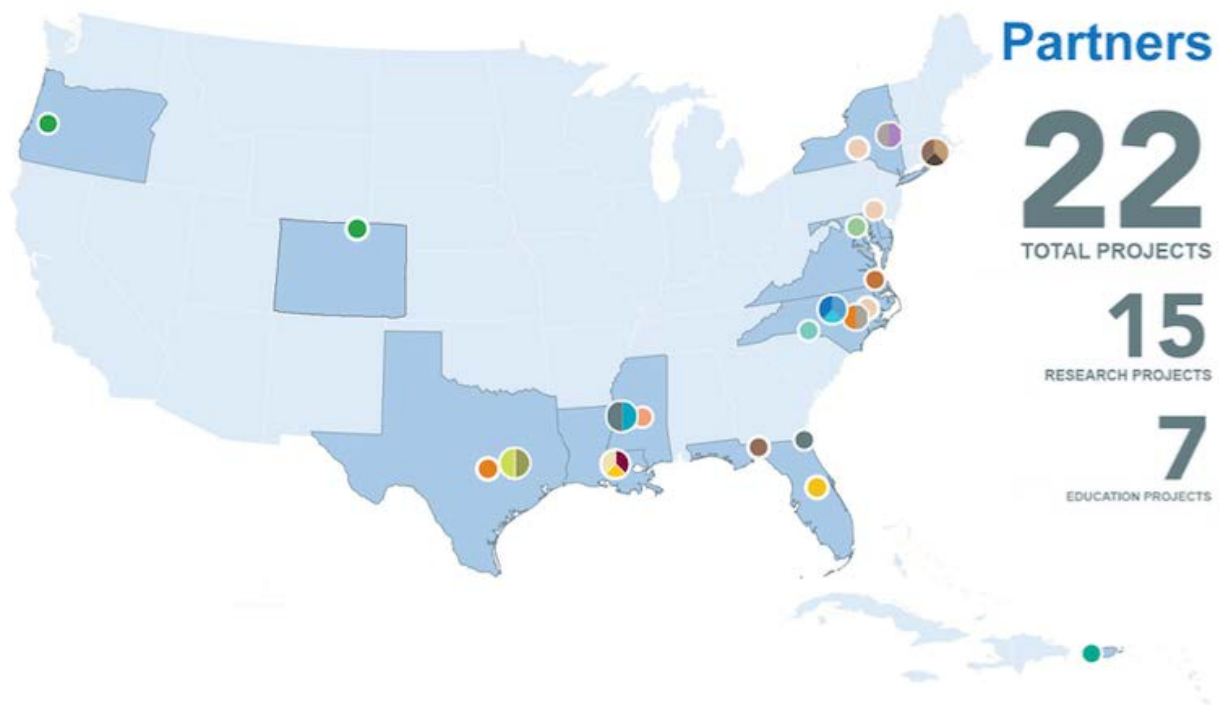 Partners
22
TOTAL PROJECTS
15
RESEARCH PROJECTS
7
EDUCATION PROJECTS